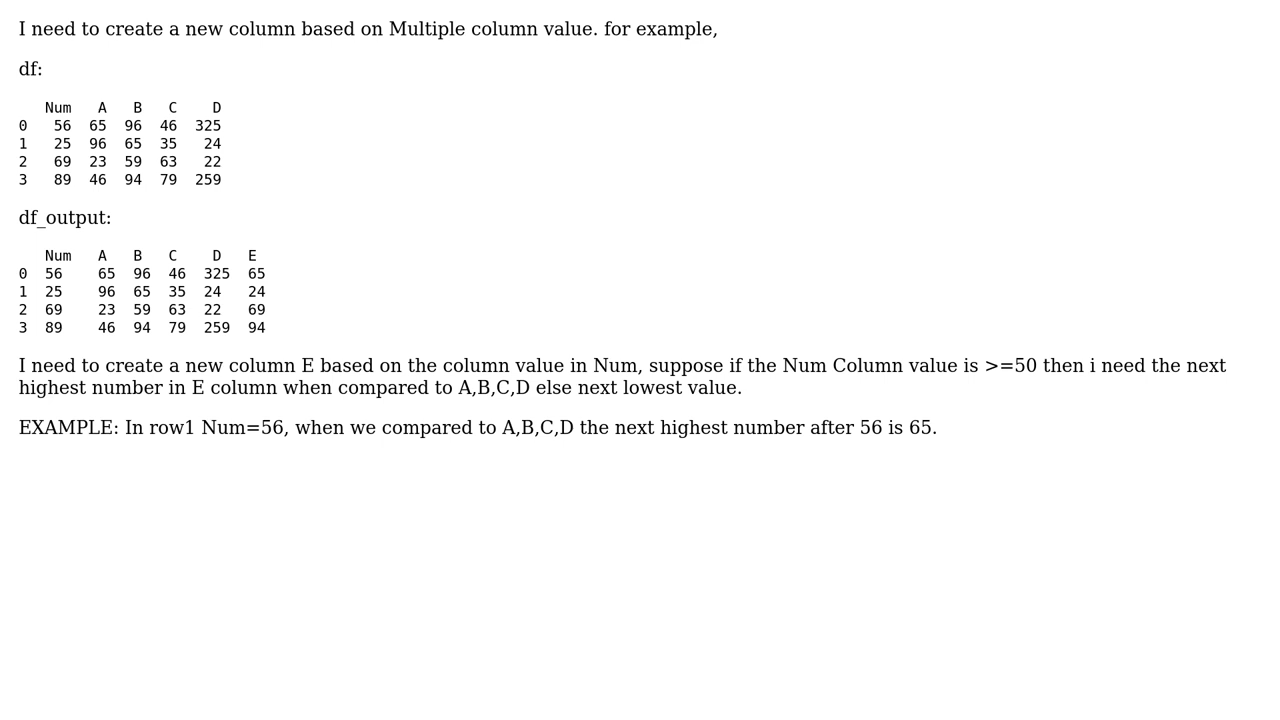 I need to create a new column based on Multiple column value. for example,
df:
   Num   A   B   C    D
0   56  65  96  46  325
1   25  96  65  35   24
2   69  23  59  63   22
3   89  46  94  79  259
df_output:
   Num   A   B   C    D   E
0  56    65  96  46  325  65
1  25    96  65  35  24   24
2  69    23  59  63  22   69
3  89    46  94  79  259  94
I need to create a new column E based on the column value in Num, suppose if the Num Column value is >=50 then i need the next
highest number in E column when compared to A,B,C,D else next lowest value.
EXAMPLE: In row1 Num=56, when we compared to A,B,C,D the next highest number after 56 is 65.